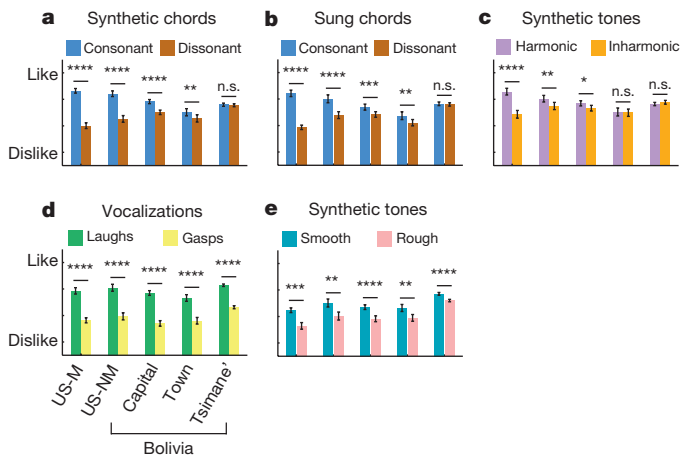 a Synthetic chords
Consonant Dissonant
Like
Dislike
**** **** **** ** n.s.
b Sung chords
Consonant Dissonant
**** **** *** ** n.s.
c Synthetic tones
Harmonic Inharmonic
**** ** * n.s. n.s.
d Vocalizations
Laughs Gasps
Like
Dislike
**** **** **** **** ****
US-M US-NM Capital Town Tsimane'
Bolivia
e Synthetic tones
Smooth Rough
*** ** **** ** ****